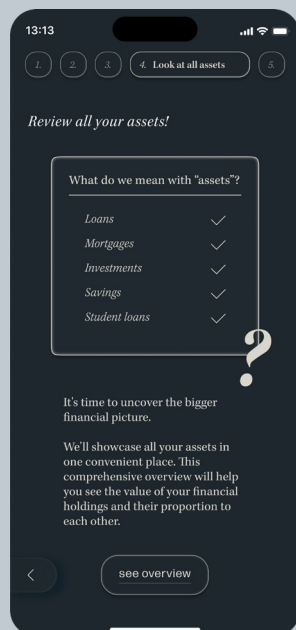 13:13
1.
2.
3.
4. Look at all assets
5.
Review all your assets!
What do we mean with “assets”?
Loans
Mortgages
Investments
Savings
Student loans
?
It’s time to uncover the bigger
financial picture.
We’ll showcase all your assets in
one convenient place. This
comprehensive overview will help
you see the value of your financial
holdings and their proportion to
each other.
see overview